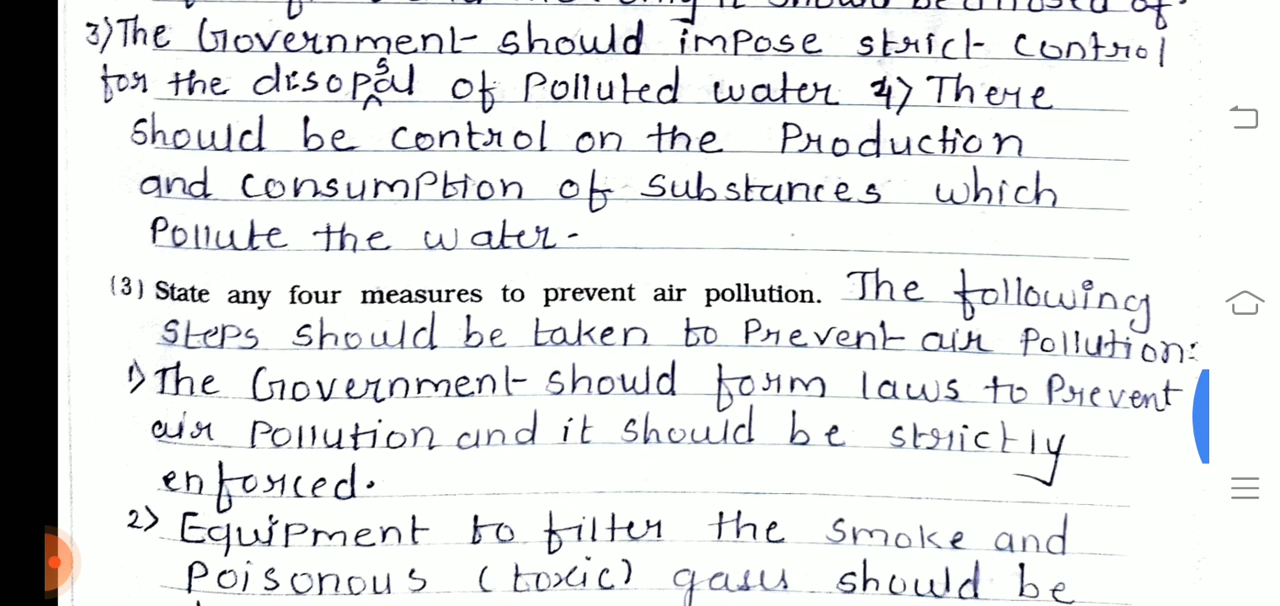 3) The Government should impose strict control
for the disopsal of Polluted water 4) There
should be control on the Production
and consumption of substances which
Pollute the water.
(3) State any four measures to prevent air pollution. The following
steps should be taken to Prevent air Pollution:
1) The Government should form laws to Prevent
air Pollution and it should be strictly
enforced.
2) Equipment to filter the smoke and
Poisonous (toxic) gases should be